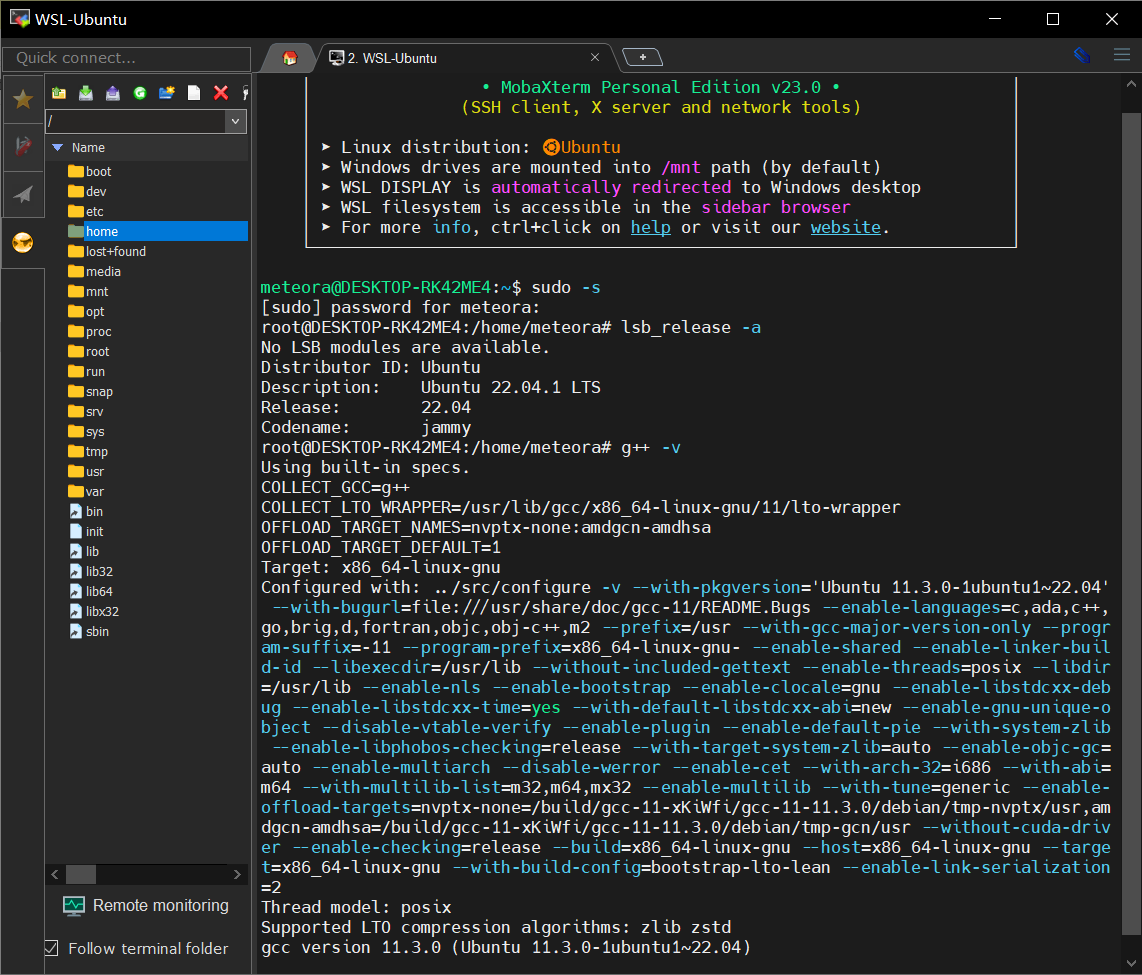 WSL-Ubuntu
Quick connect...
2. WSL-Ubuntu
/
Name
boot
dev
etc
home
lost+found
media
mnt
opt
proc
root
run
snap
srv
sys
tmp
usr
var
bin
init
lib
lib32
lib64
libx32
sbin
Remote monitoring
Follow terminal folder
• MobaXterm Personal Edition v23.0 •
(SSH client, X server and network tools)
➤ Linux distribution: Ubuntu
➤ Windows drives are mounted into /mnt path (by default)
➤ WSL DISPLAY is automatically redirected to Windows desktop
➤ WSL filesystem is accessible in the sidebar browser
➤ For more info, ctrl+click on help or visit our website.
meteora@DESKTOP-RK42ME4:~$ sudo -s
[sudo] password for meteora:
root@DESKTOP-RK42ME4:/home/meteora# lsb_release -a
No LSB modules are available.
Distributor ID: Ubuntu
Description:    Ubuntu 22.04.1 LTS
Release:        22.04
Codename:       jammy
root@DESKTOP-RK42ME4:/home/meteora# g++ -v
Using built-in specs.
COLLECT_GCC=g++
COLLECT_LTO_WRAPPER=/usr/lib/gcc/x86_64-linux-gnu/11/lto-wrapper
OFFLOAD_TARGET_NAMES=nvptx-none:amdgcn-amdhsa
OFFLOAD_TARGET_DEFAULT=1
Target: x86_64-linux-gnu
Configured with: ../src/configure -v --with-pkgversion='Ubuntu 11.3.0-1ubuntu1~22.04'
--with-bugurl=file:///usr/share/doc/gcc-11/README.Bugs --enable-languages=c,ada,c++,
go,brig,d,fortran,objc,obj-c++,m2 --prefix=/usr --with-gcc-major-version-only --progr
am-suffix=-11 --program-prefix=x86_64-linux-gnu- --enable-shared --enable-linker-buil
d-id --libexecdir=/usr/lib --without-included-gettext --enable-threads=posix --libdir
=/usr/lib --enable-nls --enable-bootstrap --enable-clocale=gnu --enable-libstdcxx-deb
ug --enable-libstdcxx-time=yes --with-default-libstdcxx-abi=new --enable-gnu-unique-o
bject --disable-vtable-verify --enable-plugin --enable-default-pie --with-system-zlib
--enable-libphobos-checking=release --with-target-system-zlib=auto --enable-objc-gc=
auto --enable-multiarch --disable-werror --enable-cet --with-arch-32=i686 --with-abi=
m64 --with-multilib-list=m32,m64,mx32 --enable-multilib --with-tune=generic --enable-
offload-targets=nvptx-none=/build/gcc-11-xKiWfi/gcc-11-11.3.0/debian/tmp-nvptx/usr,am
dgcn-amdhsa=/build/gcc-11-xKiWfi/gcc-11-11.3.0/debian/tmp-gcn/usr --without-cuda-driv
er --enable-checking=release --build=x86_64-linux-gnu --host=x86_64-linux-gnu --targe
t=x86_64-linux-gnu --with-build-config=bootstrap-lto-lean --enable-link-serialization
=2
Thread model: posix
Supported LTO compression algorithms: zlib zstd
gcc version 11.3.0 (Ubuntu 11.3.0-1ubuntu1~22.04)